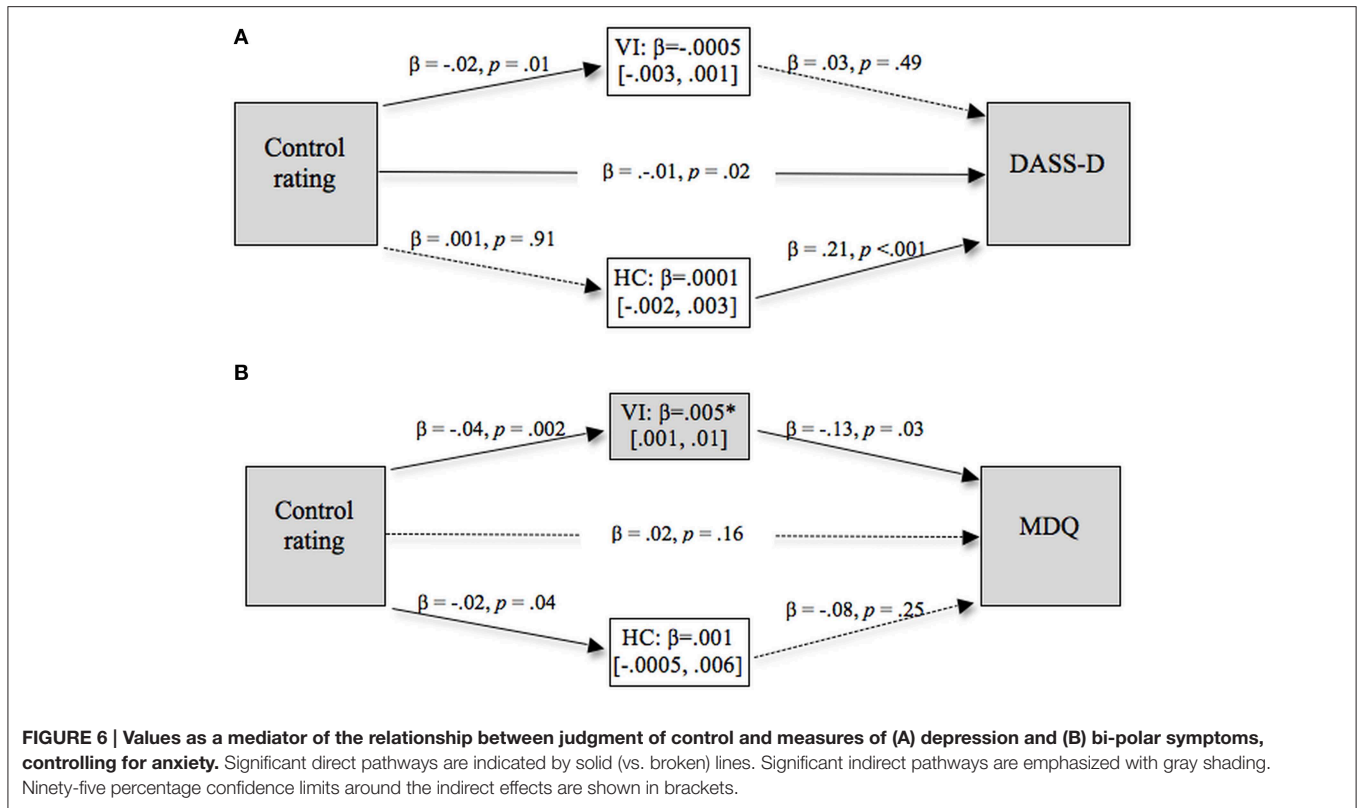 A
VI: β=-.0005
[-.003, .001]
β = -.02, p = .01
β = .03, p = .49
Control
rating
β = .-.01, p = .02
DASS-D
β = .001, p = .91
β = .21, p <.001
HC: β=.0001
[-.002, .003]
B
VI: β=.005*
[.001, .01]
β = -.04, p = .002
β = -.13, p = .03
Control
rating
β = .02, p = .16
MDQ
β = -.02, p = .04
β = -.08, p = .25
HC: β=.001
[-.0005, .006]
FIGURE 6 | Values as a mediator of the relationship between judgment of control and measures of (A) depression and (B) bi-polar symptoms,
controlling for anxiety. Significant direct pathways are indicated by solid (vs. broken) lines. Significant indirect pathways are emphasized with gray shading.
Ninety-five percentage confidence limits around the indirect effects are shown in brackets.